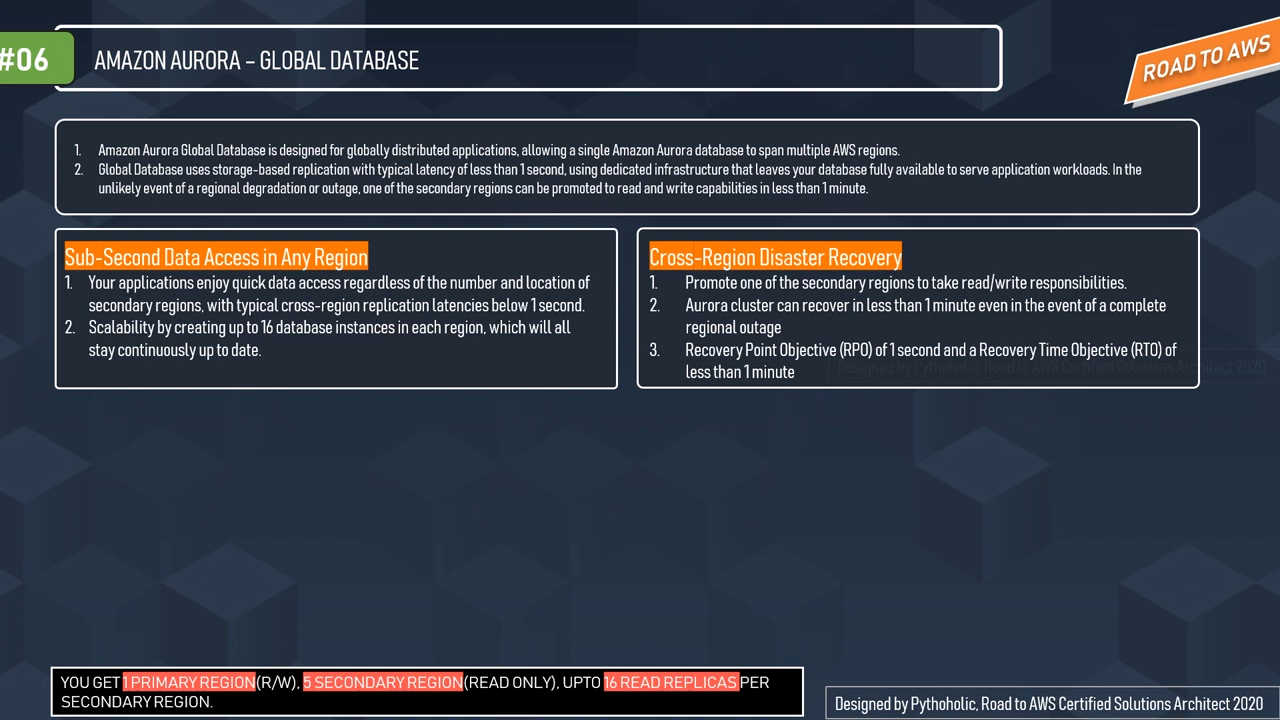 #06
AMAZON AURORA – GLOBAL DATABASE
ROAD TO AWS
1. Amazon Aurora Global Database is designed for globally distributed applications, allowing a single Amazon Aurora database to span multiple AWS regions.
2. Global Database uses storage-based replication with typical latency of less than 1 second, using dedicated infrastructure that leaves your database fully available to serve application workloads. In the
unlikely event of a regional degradation or outage, one of the secondary regions can be promoted to read and write capabilities in less than 1 minute.
Sub-Second Data Access in Any Region
1. Your applications enjoy quick data access regardless of the number and location of
secondary regions, with typical cross-region replication latencies below 1 second.
2. Scalability by creating up to 16 database instances in each region, which will all
stay continuously up to date.
Cross-Region Disaster Recovery
1. Promote one of the secondary regions to take read/write responsibilities.
2. Aurora cluster can recover in less than 1 minute even in the event of a complete
regional outage
3. Recovery Point Objective (RPO) of 1 second and a Recovery Time Objective (RTO) of
less than 1 minute
Designed by Pythoholic, Road to AWS Certified Solutions Architect 2020
YOU GET 1 PRIMARY REGION(R/W), 5 SECONDARY REGION(READ ONLY), UPTO 16 READ REPLICAS PER
SECONDARY REGION.
Designed by Pythoholic, Road to AWS Certified Solutions Architect 2020